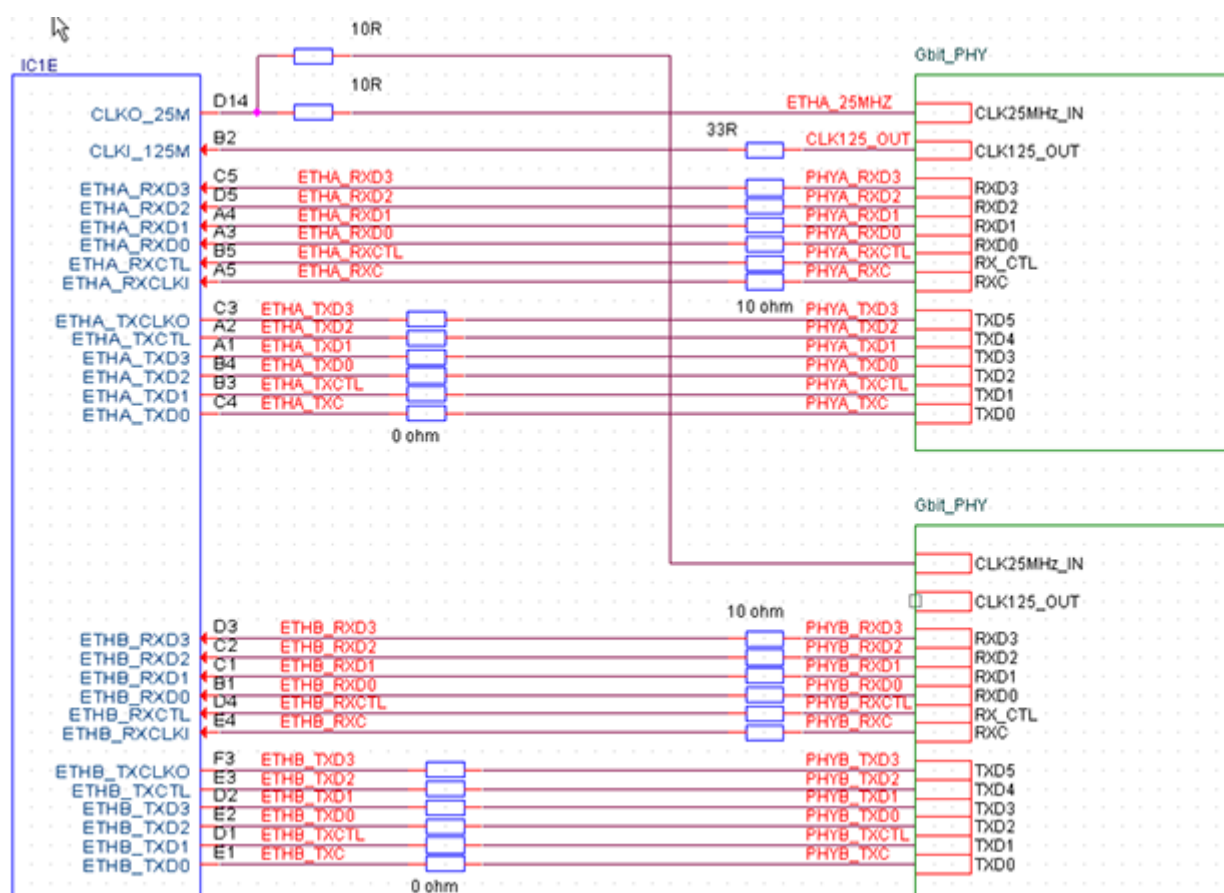 10R
Gbit_PHY
IC1E
10R
CLKO_25M D14 ETHA_25MHZ CLK25MHz_IN
33R
CLKI_125M B2 CLK125_OUT CLK125_OUT
ETHA_RXD3 C5 ETHA_RXD3 PHYA_RXD3 RXD3
ETHA_RXD2 D5 ETHA_RXD2 PHYA_RXD2 RXD2
ETHA_RXD1 A4 ETHA_RXD1 PHYA_RXD1 RXD1
ETHA_RXD0 A3 ETHA_RXD0 PHYA_RXD0 RXD0
ETHA_RXCTL B5 ETHA_RXCTL PHYA_RXCTL RX_CTL
ETHA_RXCLKI A5 ETHA_RXC PHYA_RXC RXC
10 ohm
ETHA_TXCLKO C3 ETHA_TXD3 PHYA_TXD3 TXD5
ETHA_TXCTL A2 ETHA_TXD2 PHYA_TXD2 TXD4
ETHA_TXD3 A1 ETHA_TXD1 PHYA_TXD1 TXD3
ETHA_TXD2 B4 ETHA_TXD0 PHYA_TXD0 TXD2
ETHA_TXD1 B3 ETHA_TXCTL PHYA_TXCTL TXD1
ETHA_TXD0 C4 ETHA_TXC PHYA_TXC TXD0
0 ohm
Gbit_PHY
CLK25MHz_IN
CLK125_OUT
10 ohm
ETHB_RXD3 D3 ETHB_RXD3 PHYB_RXD3 RXD3
ETHB_RXD2 C2 ETHB_RXD2 PHYB_RXD2 RXD2
ETHB_RXD1 C1 ETHB_RXD1 PHYB_RXD1 RXD1
ETHB_RXD0 B1 ETHB_RXD0 PHYB_RXD0 RXD0
ETHB_RXCTL D4 ETHB_RXCTL PHYB_RXCTL RX_CTL
ETHB_RXCLKI E4 ETHB_RXC PHYB_RXC RXC
ETHB_TXCLKO F3 ETHB_TXD3 PHYB_TXD3 TXD5
ETHB_TXCTL E3 ETHB_TXD2 PHYB_TXD2 TXD4
ETHB_TXD3 D2 ETHB_TXD1 PHYB_TXD1 TXD3
ETHB_TXD2 E2 ETHB_TXD0 PHYB_TXD0 TXD2
ETHB_TXD1 D1 ETHB_TXCTL PHYB_TXCTL TXD1
ETHB_TXD0 E1 ETHB_TXC PHYB_TXC TXD0
0 ohm